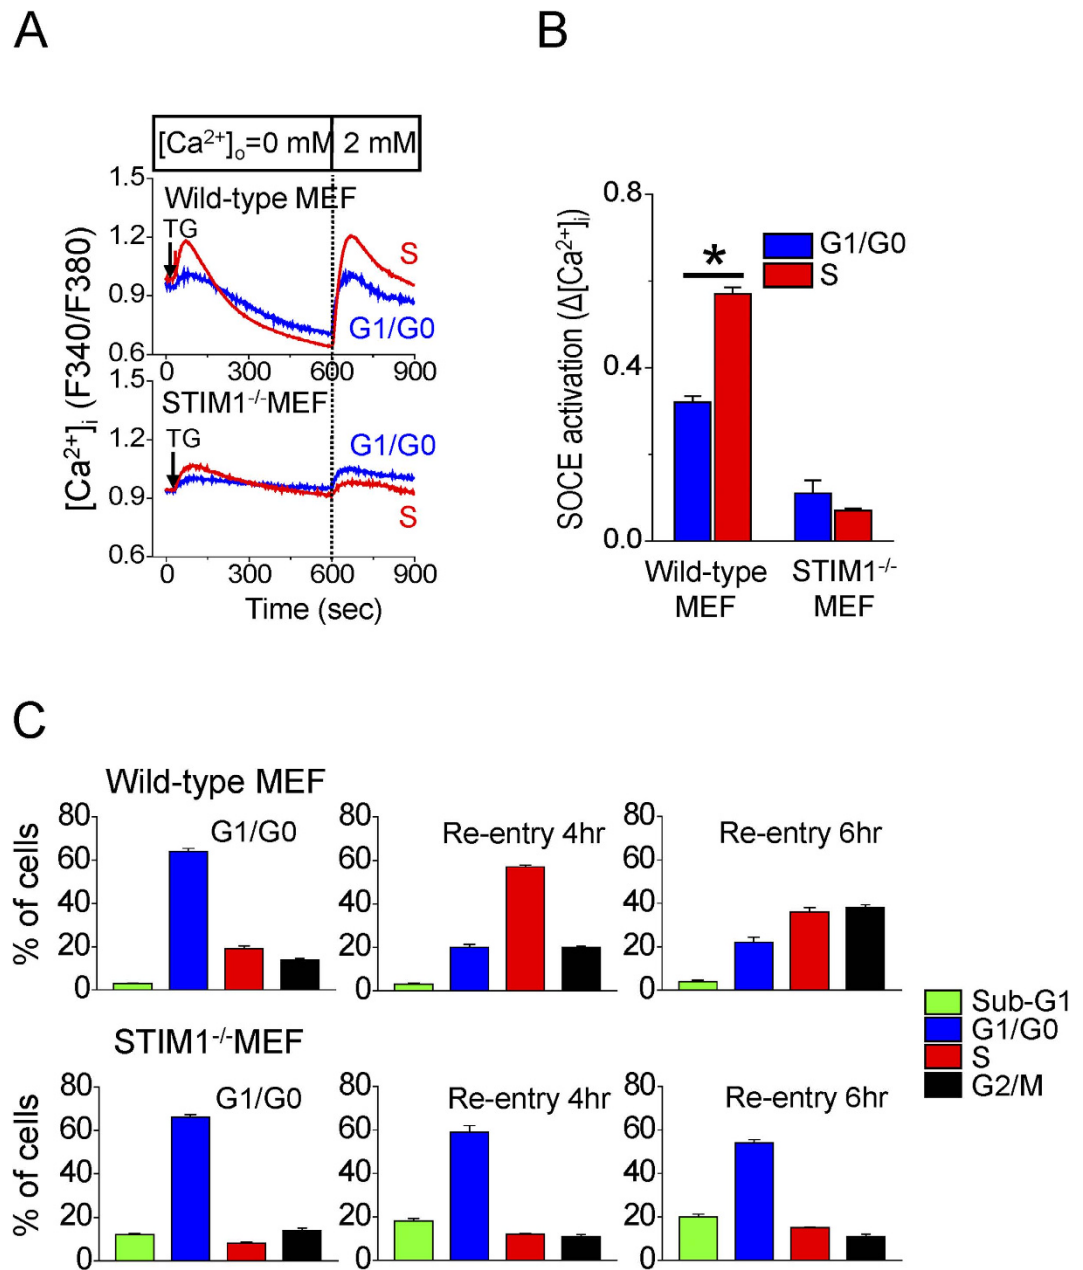 A
B
[Ca²⁺]ₒ=0 mM 2 mM
Wild-type MEF
TG
S
G1/G0
1.5
1.2
0.9
0.6
0 300 600 900
STIM1⁻/⁻MEF
TG
G1/G0
S
1.5
1.2
0.9
0.6
0 300 600 900
Time (sec)
[Ca²⁺]ᵢ (F340/F380)
SOCE activation (Δ[Ca²⁺]ᵢ)
0.8
0.4
0.0
G1/G0
S
*
Wild-type MEF
STIM1⁻/⁻ MEF
C
Wild-type MEF
% of cells
80
60
40
20
0
G1/G0
80
60
40
20
0
Re-entry 4hr
80
60
40
20
0
Re-entry 6hr
STIM1⁻/⁻MEF
% of cells
80
60
40
20
0
G1/G0
80
60
40
20
0
Re-entry 4hr
80
60
40
20
0
Re-entry 6hr
Sub-G1
G1/G0
S
G2/M